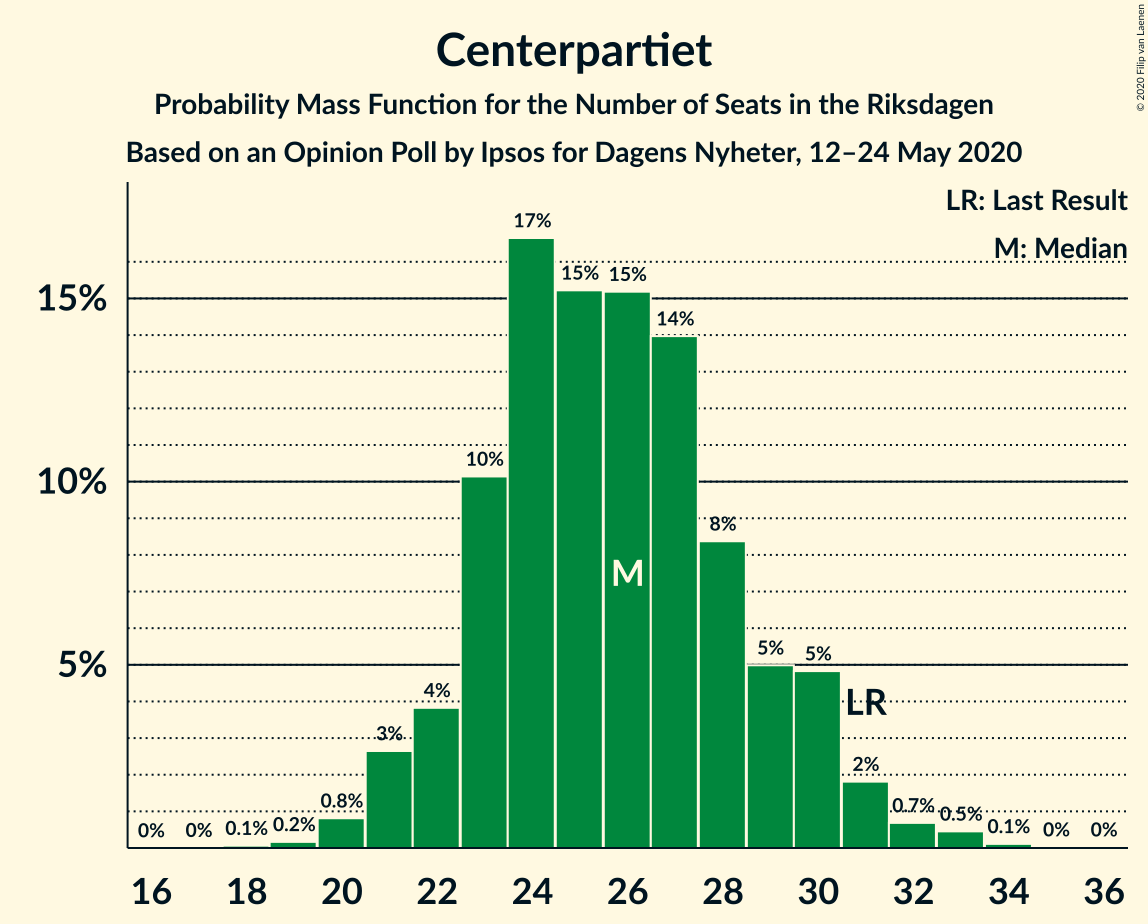 Centerpartiet
Probability Mass Function for the Number of Seats in the Riksdagen
Based on an Opinion Poll by Ipsos for Dagens Nyheter, 12–24 May 2020
© 2020 Filip van Laenen
LR: Last Result
M: Median
15%
10%
5%
0%
0%
0.1%
0.2%
0.8%
3%
4%
10%
17%
15%
15%
14%
8%
5%
5%
2%
0.7%
0.5%
0.1%
0%
0%
M
LR
16 18 20 22 24 26 28 30 32 34 36